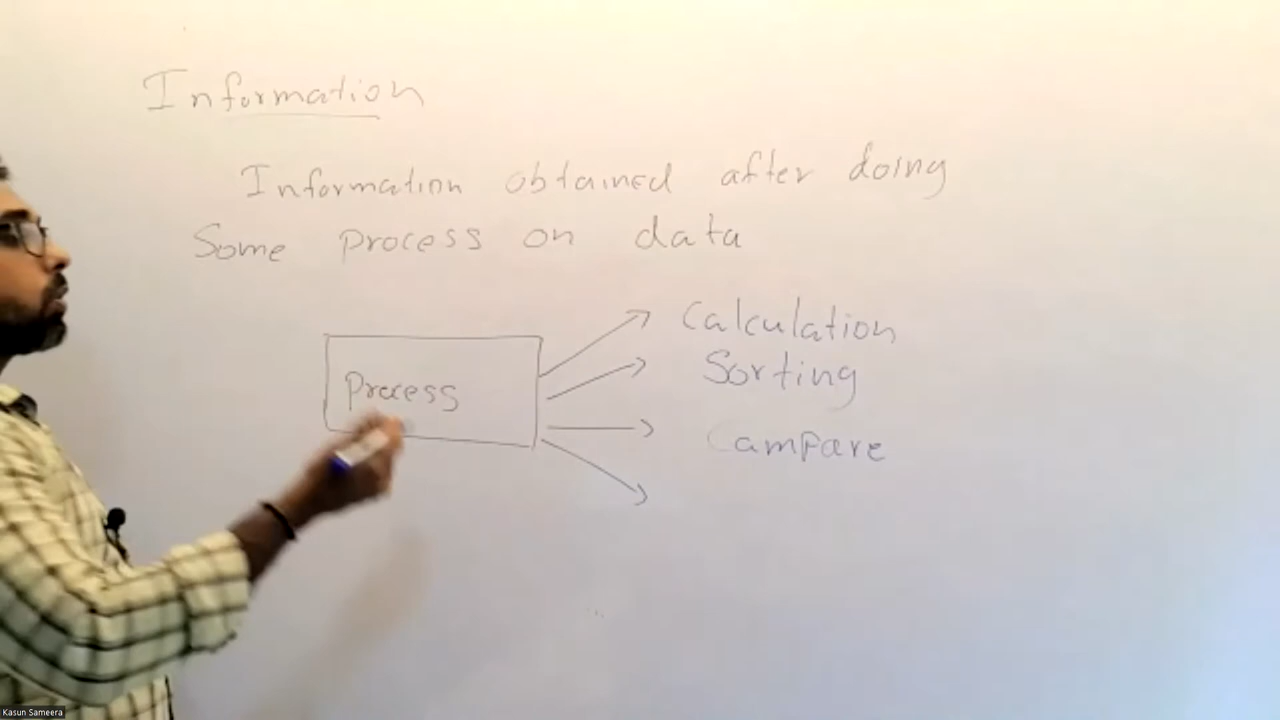 Information
Information obtained after doing
Some process on data
Process
Calculation
Sorting
Campare
Kasun Sameera